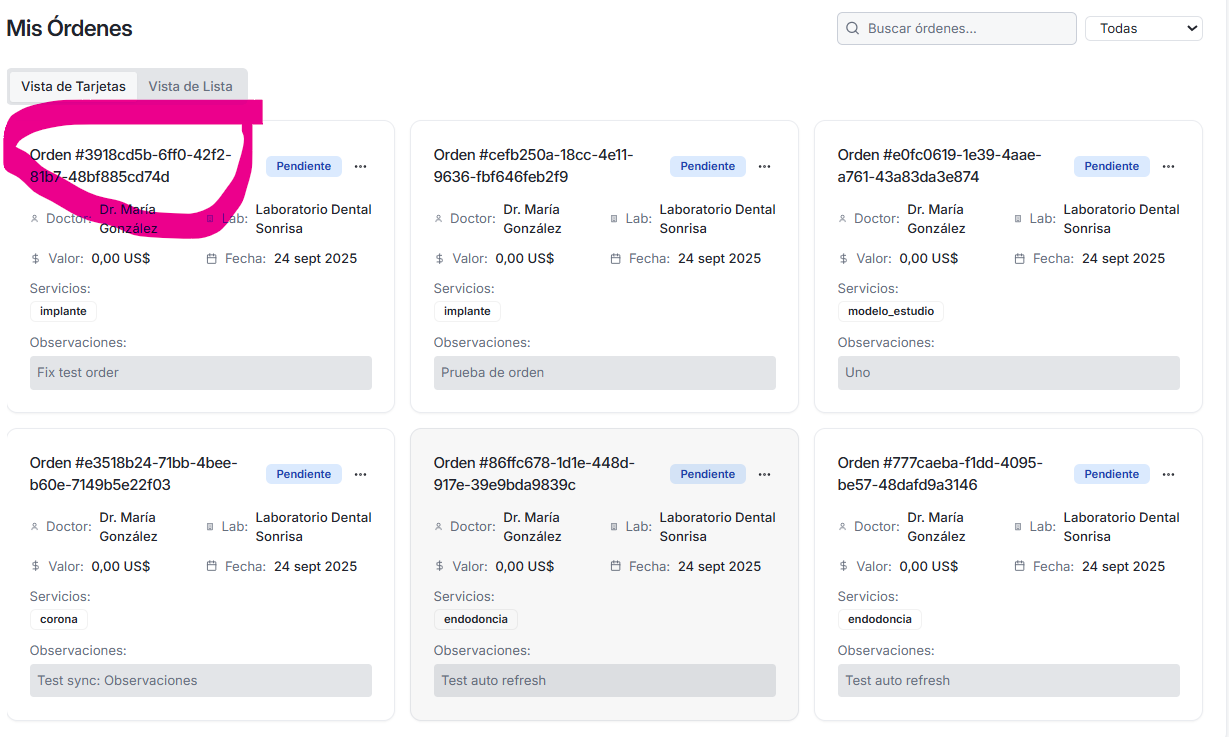 Mis Órdenes
Buscar órdenes...
Todas
Vista de Tarjetas
Vista de Lista
Orden #3918cd5b-6ff0-42f2-
81b7-48bf885cd74d
Pendiente
Doctor: Dr. María
González
Lab: Laboratorio Dental
Sonrisa
$ Valor: 0,00 US$
Fecha: 24 sept 2025
Servicios:
implante
Observaciones:
Fix test order
Orden #cefb250a-18cc-4e11-
9636-fbf646feb2f9
Pendiente
Doctor: Dr. María
González
Lab: Laboratorio Dental
Sonrisa
$ Valor: 0,00 US$
Fecha: 24 sept 2025
Servicios:
implante
Observaciones:
Prueba de orden
Orden #e0fc0619-1e39-4aae-
a761-43a83da3e874
Pendiente
Doctor: Dr. María
González
Lab: Laboratorio Dental
Sonrisa
$ Valor: 0,00 US$
Fecha: 24 sept 2025
Servicios:
modelo_estudio
Observaciones:
Uno
Orden #e3518b24-71bb-4bee-
b60e-7149b5e22f03
Pendiente
Doctor: Dr. María
González
Lab: Laboratorio Dental
Sonrisa
$ Valor: 0,00 US$
Fecha: 24 sept 2025
Servicios:
corona
Observaciones:
Test sync: Observaciones
Orden #86ffc678-1d1e-448d-
917e-39e9bda9839c
Pendiente
Doctor: Dr. María
González
Lab: Laboratorio Dental
Sonrisa
$ Valor: 0,00 US$
Fecha: 24 sept 2025
Servicios:
endodoncia
Observaciones:
Test auto refresh
Orden #777caeba-f1dd-4095-
be57-48dafd9a3146
Pendiente
Doctor: Dr. María
González
Lab: Laboratorio Dental
Sonrisa
$ Valor: 0,00 US$
Fecha: 24 sept 2025
Servicios:
endodoncia
Observaciones:
Test auto refresh